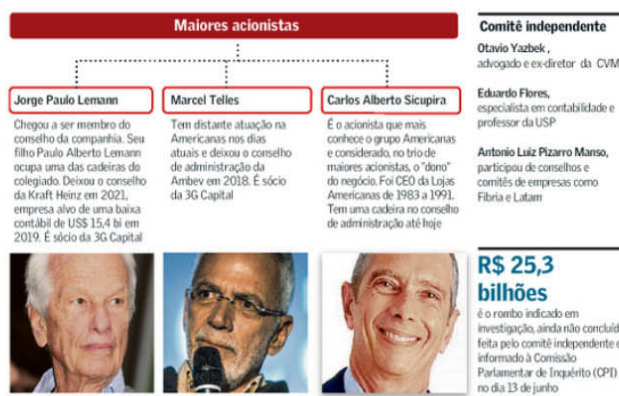 Maiores acionistas
Jorge Paulo Lemann
Chegou a ser membro do
conselho da companhia. Seu
filho Paulo Alberto Lemann
ocupa uma das cadeiras do
colegiado. Deixou o conselho
da Kraft Heinz em 2021,
empresa alvo de uma baixa
contábil de US$ 15,4 bi em
2019. É sócio da 3G Capital
Marcel Telles
Tem distante atuação na
Americanas nos dias
atuais e deixou o conselho
de administração da
Ambev em 2018. É sócio
da 3G Capital
Carlos Alberto Sicupira
É o acionista que mais
conhece o grupo Americanas
e considerado, no trio de
maiores acionistas, o "dono"
do negócio. Foi CEO da Lojas
Americanas de 1983 a 1991.
Tem uma cadeira no conselho
de administração até hoje
Comitê independente
Otavio Yazbek ,
advogado e ex-diretor da CVM
Eduardo Flores,
especialista em contabilidade e
professor da USP
Antonio Luiz Pizarro Manso,
participou de conselhos e
comitês de empresas como
Fibria e Latam
R$ 25,3
bilhões
é o rombo indicado em
investigação, ainda não concluíd
feita pelo comitê independente e
informado à Comissão
Parlamentar de Inquérito (CPI)
no dia 13 de junho